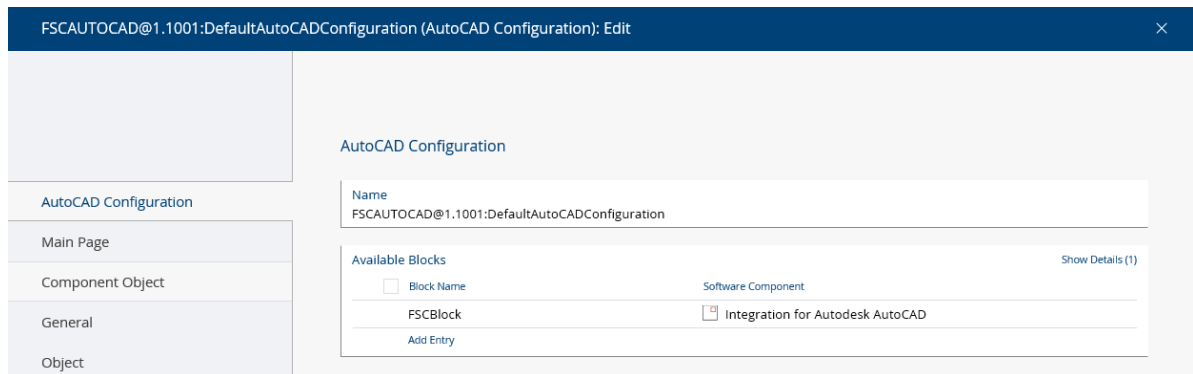 FSCAUTOCAD@1.1001:DefaultAutoCADConfiguration (AutoCAD Configuration): Edit
AutoCAD Configuration
Main Page
Component Object
General
Object
AutoCAD Configuration
Name
FSCAUTOCAD@1.1001:DefaultAutoCADConfiguration
Available Blocks Show Details (1)
Block Name Software Component
FSCBlock Integration for Autodesk AutoCAD
Add Entry